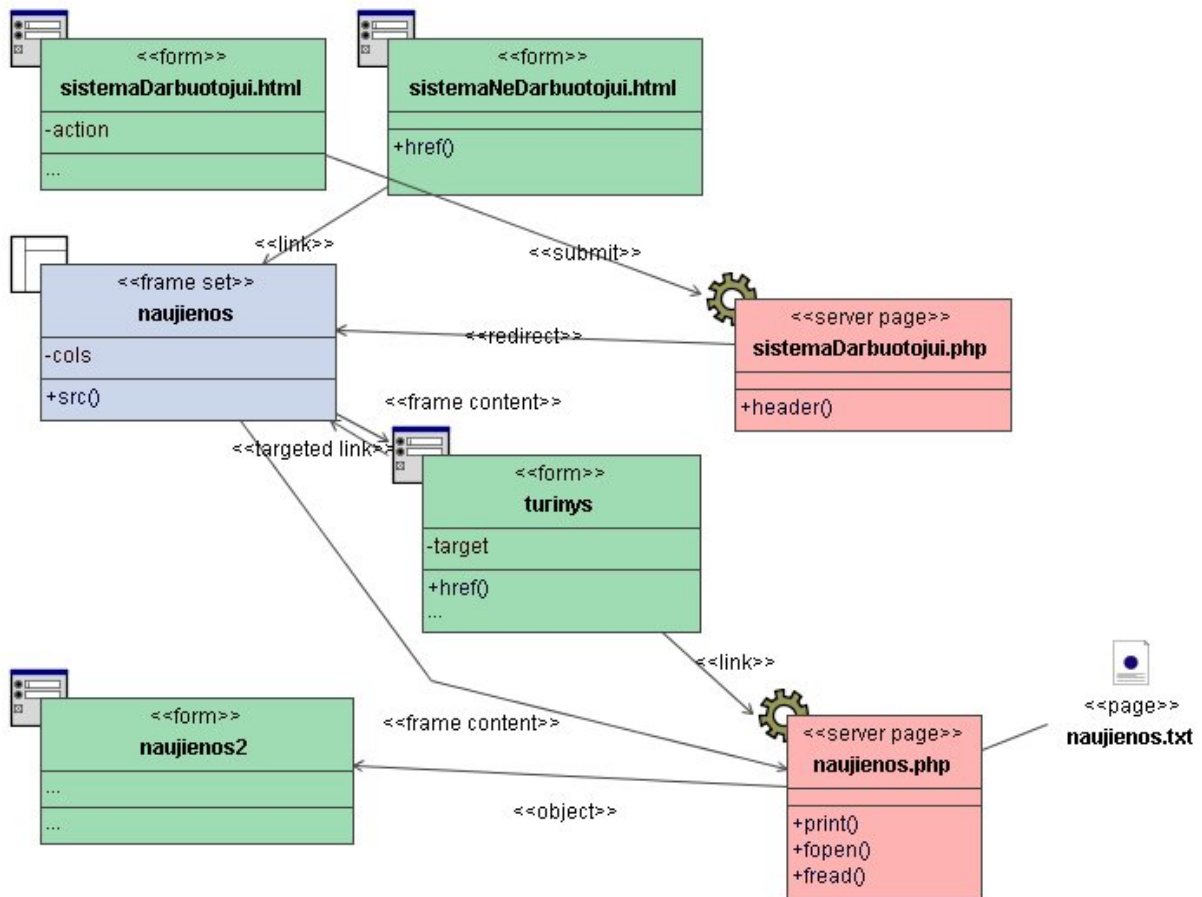 <<form>>
sistemaDarbuotojui.html
-action
...
<<form>>
sistemaNeDarbuotojui.html
+href()
<<link>>
<<submit>>
<<frame set>>
naujienos
-cols
+src()
<<redirect>>
<<server page>>
sistemaDarbuotojui.php
+header()
<<frame content>>
<<targeted link>>
<<form>>
turinys
-target
+href()
...
<<link>>
<<form>>
naujienos2
...
...
<<frame content>>
<<object>>
<<server page>>
naujienos.php
+print()
+fopen()
+fread()
<<page>>
naujienos.txt